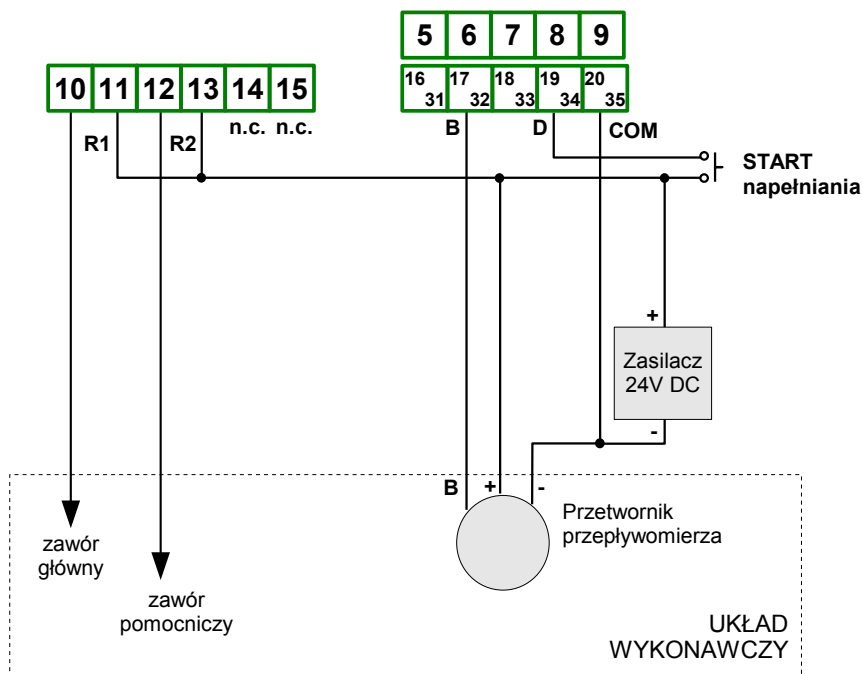 5 6 7 8 9
16 17 18 19 20
31 32 33 34 35
10 11 12 13 14 15
n.c. n.c.
R1 R2
B D COM
START
napełniania
+
Zasilacz
24V DC
-
B + -
Przetwornik
przepływomierza
zawór
główny
zawór
pomocniczy
UKŁAD
WYKONAWCZY